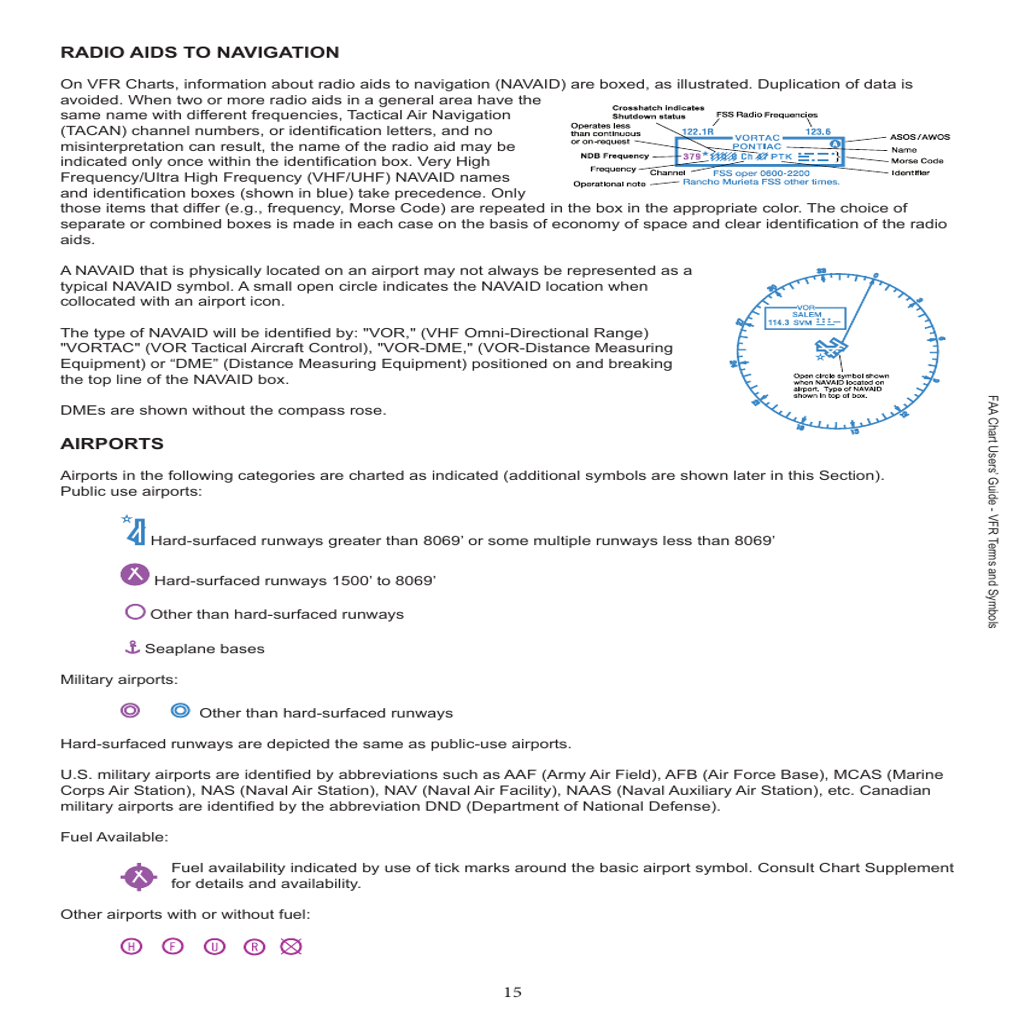 RADIO AIDS TO NAVIGATION
On VFR Charts, information about radio aids to navigation (NAVAID) are boxed, as illustrated. Duplication of data is
avoided. When two or more radio aids in a general area have the
same name with different frequencies, Tactical Air Navigation
(TACAN) channel numbers, or identification letters, and no
misinterpretation can result, the name of the radio aid may be
indicated only once within the identification box. Very High
Frequency/Ultra High Frequency (VHF/UHF) NAVAID names
and identification boxes (shown in blue) take precedence. Only
those items that differ (e.g., frequency, Morse Code) are repeated in the box in the appropriate color. The choice of
separate or combined boxes is made in each case on the basis of economy of space and clear identification of the radio
aids.
Crosshatch indicates
Shutdown status
FSS Radio Frequencies
Operates less
than continuous
or on-request
122.1R
123.6
VORTAC
ASOS/AWOS
PONTIAC
A
Name
NDB Frequency
379
Ch 47 PTK
Morse Code
Frequency
Channel
FSS oper 0600-2200
Identifier
Operational note
Rancho Murieta FSS other times.
A NAVAID that is physically located on an airport may not always be represented as a
typical NAVAID symbol. A small open circle indicates the NAVAID location when
collocated with an airport icon.
The type of NAVAID will be identified by: "VOR," (VHF Omni-Directional Range)
"VORTAC" (VOR Tactical Aircraft Control), "VOR-DME," (VOR-Distance Measuring
Equipment) or “DME” (Distance Measuring Equipment) positioned on and breaking
the top line of the NAVAID box.
DMEs are shown without the compass rose.
VOR
SALEM
114.3 SVM
Open circle symbol shown
when NAVAID located on
airport. Type of NAVAID
shown in top of box.
AIRPORTS
Airports in the following categories are charted as indicated (additional symbols are shown later in this Section).
Public use airports:
Hard-surfaced runways greater than 8069’ or some multiple runways less than 8069’
Hard-surfaced runways 1500’ to 8069’
Other than hard-surfaced runways
Seaplane bases
Military airports:
Other than hard-surfaced runways
Hard-surfaced runways are depicted the same as public-use airports.
U.S. military airports are identified by abbreviations such as AAF (Army Air Field), AFB (Air Force Base), MCAS (Marine
Corps Air Station), NAS (Naval Air Station), NAV (Naval Air Facility), NAAS (Naval Auxiliary Air Station), etc. Canadian
military airports are identified by the abbreviation DND (Department of National Defense).
Fuel Available:
Fuel availability indicated by use of tick marks around the basic airport symbol. Consult Chart Supplement
for details and availability.
Other airports with or without fuel:
H F U R
FAA Chart Users’ Guide - VFR Terms and Symbols
15